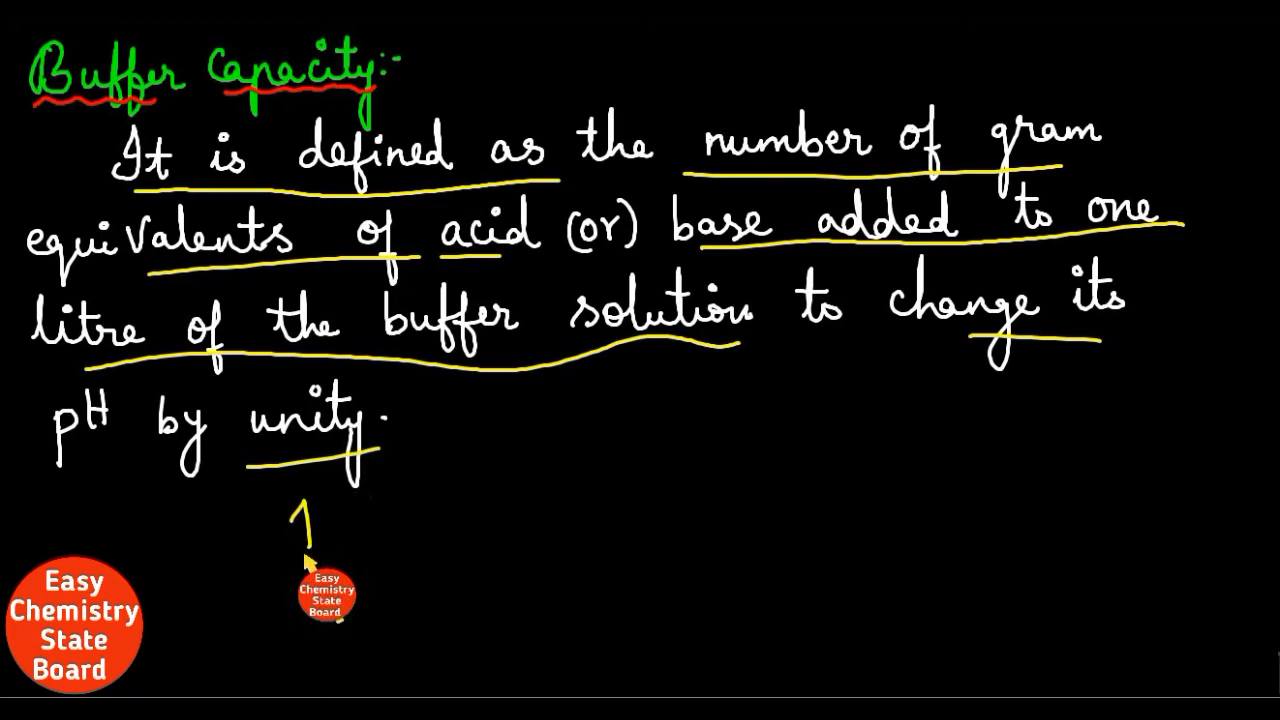 Buffer Capacity:-
It is defined as the number of gram
equivalents of acid (or) base added to one
litre of the buffer solution to change its
pH by unity.
1
Easy
Chemistry
State
Board
Easy
Chemistry
State
Board